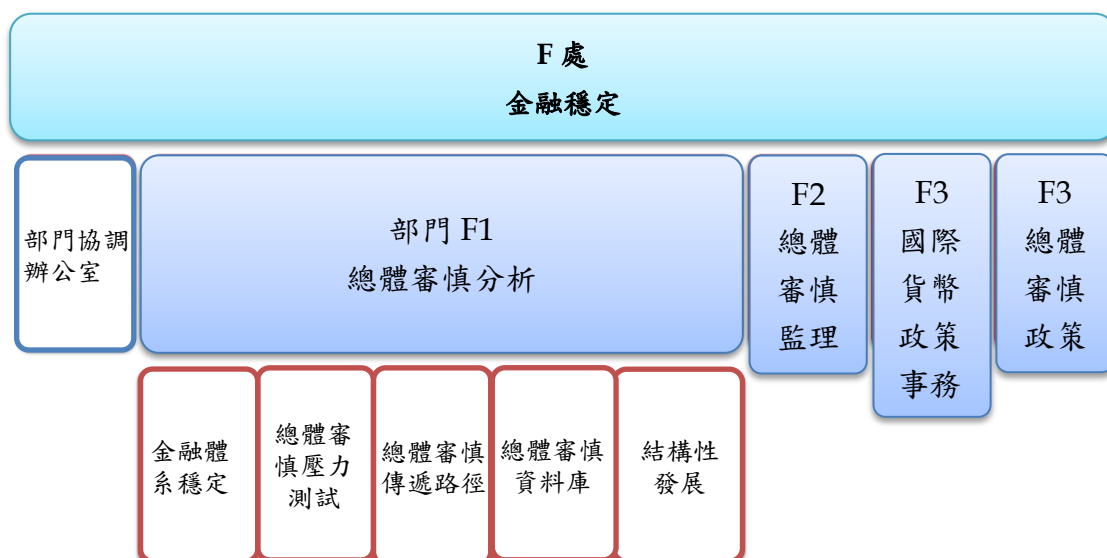 F 處
金融穩定
部門協調
辦公室
部門 F1
總體審慎分析
F2
總體
審慎
監理
F3
國際
貨幣
政策
事務
F3
總體
審慎
政策
金融體
系穩定
總體審
慎壓力
測試
總體審慎
傳遞路徑
總體審慎
資料庫
結構性
發展